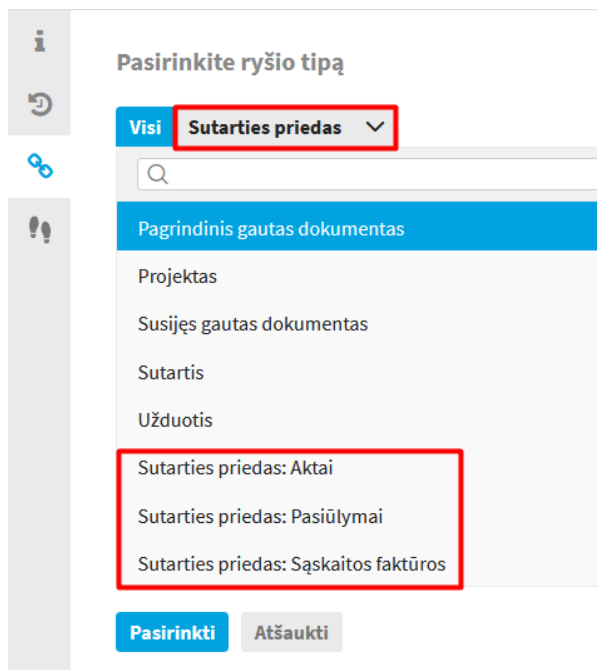 Pasirinkite ryšio tipą
Visi Sutarties priedas
Pagrindinis gautas dokumentas
Projektas
Susijęs gautas dokumentas
Sutartis
Užduotis
Sutarties priedas: Aktai
Sutarties priedas: Pasiūlymai
Sutarties priedas: Sąskaitos faktūros
Pasirinkti Atšaukti